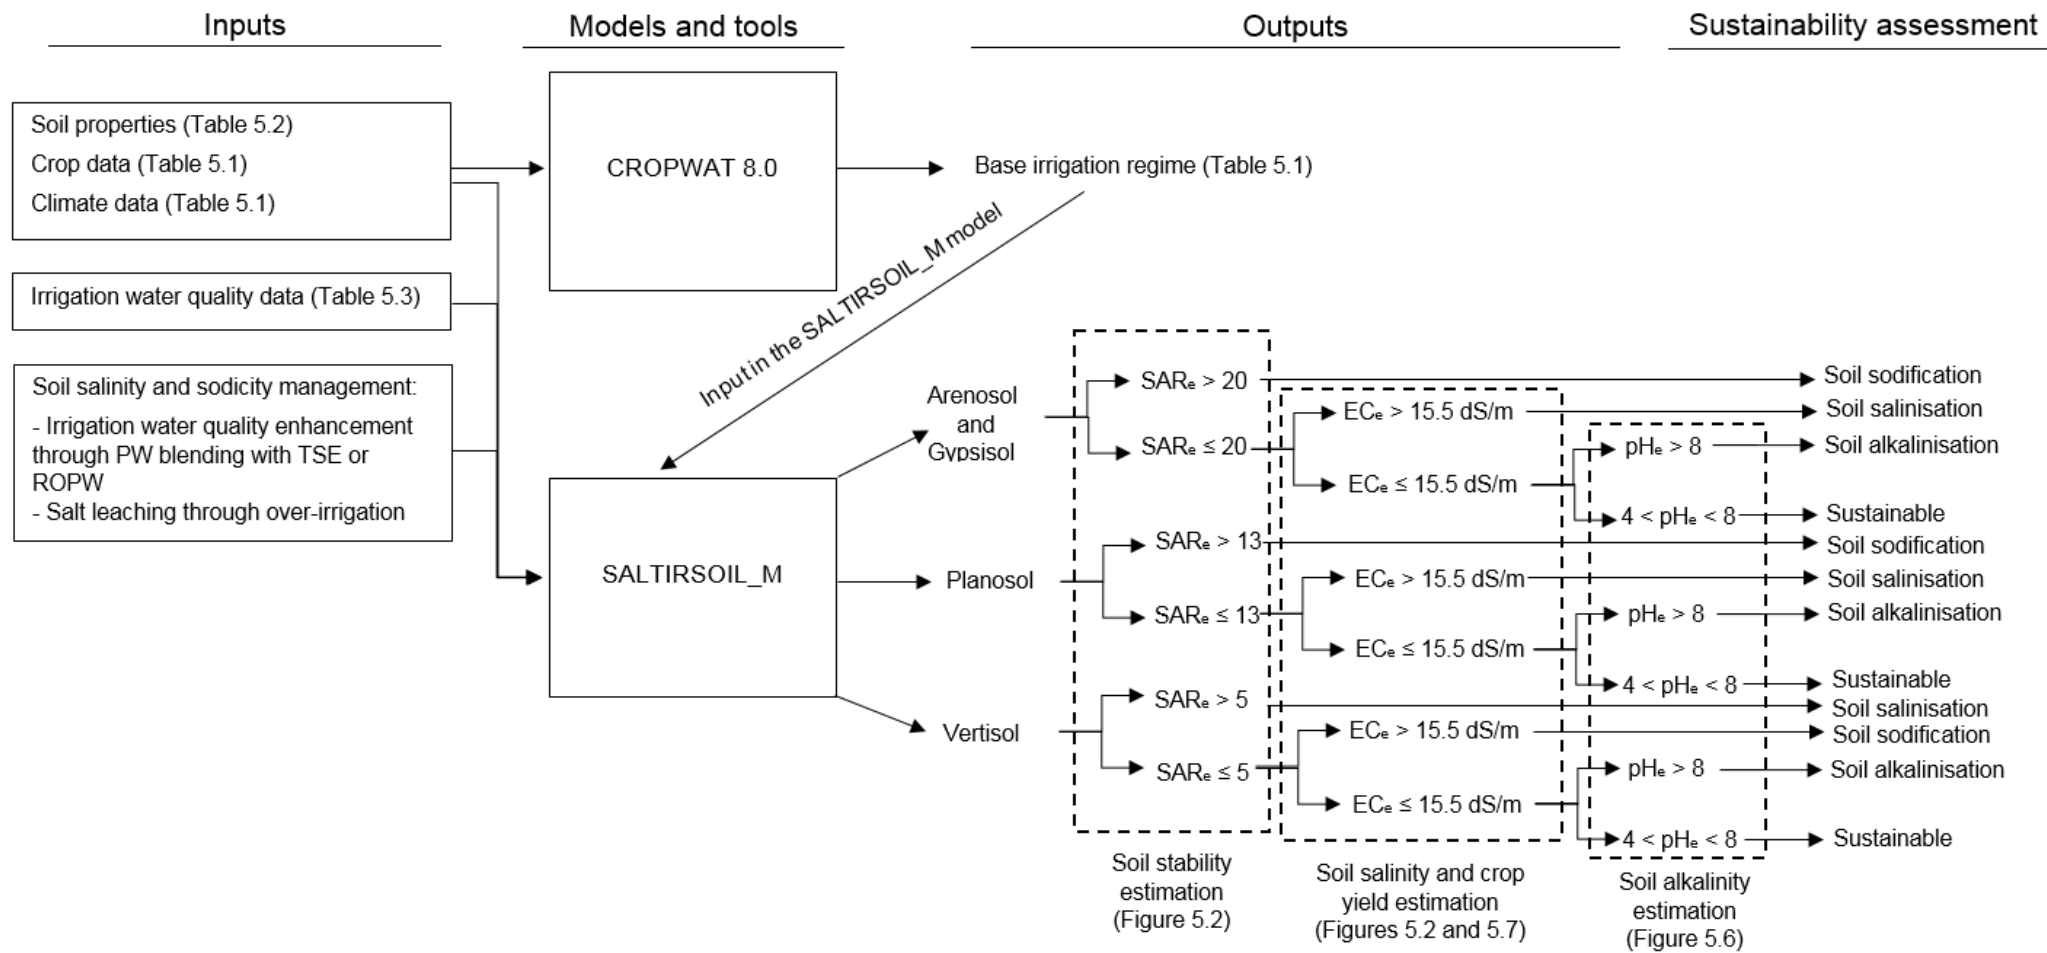 Inputs
Models and tools
Outputs
Sustainability assessment
Soil properties (Table 5.2)
Crop data (Table 5.1)
Climate data (Table 5.1)
Irrigation water quality data (Table 5.3)
Soil salinity and sodicity management:
- Irrigation water quality enhancement
through PW blending with TSE or
ROPW
- Salt leaching through over-irrigation
CROPWAT 8.0
Base irrigation regime (Table 5.1)
Input in the SALTIRSOIL_M model
SALTIRSOIL_M
Arenosol
and
Gypsisol
SARₑ > 20
Soil sodification
SARₑ ≤ 20
ECₑ > 15.5 dS/m
Soil salinisation
ECₑ ≤ 15.5 dS/m
pHₑ > 8
Soil alkalinisation
4 < pHₑ < 8
Sustainable
Planosol
SARₑ > 13
Soil sodification
SARₑ ≤ 13
ECₑ > 15.5 dS/m
Soil salinisation
ECₑ ≤ 15.5 dS/m
pHₑ > 8
Soil alkalinisation
4 < pHₑ < 8
Sustainable
Vertisol
SARₑ > 5
Soil salinisation
SARₑ ≤ 5
ECₑ > 15.5 dS/m
Soil sodification
ECₑ ≤ 15.5 dS/m
pHₑ > 8
Soil alkalinisation
4 < pHₑ < 8
Sustainable
Soil stability
estimation
(Figure 5.2)
Soil salinity and crop
yield estimation
(Figures 5.2 and 5.7)
Soil alkalinity
estimation
(Figure 5.6)